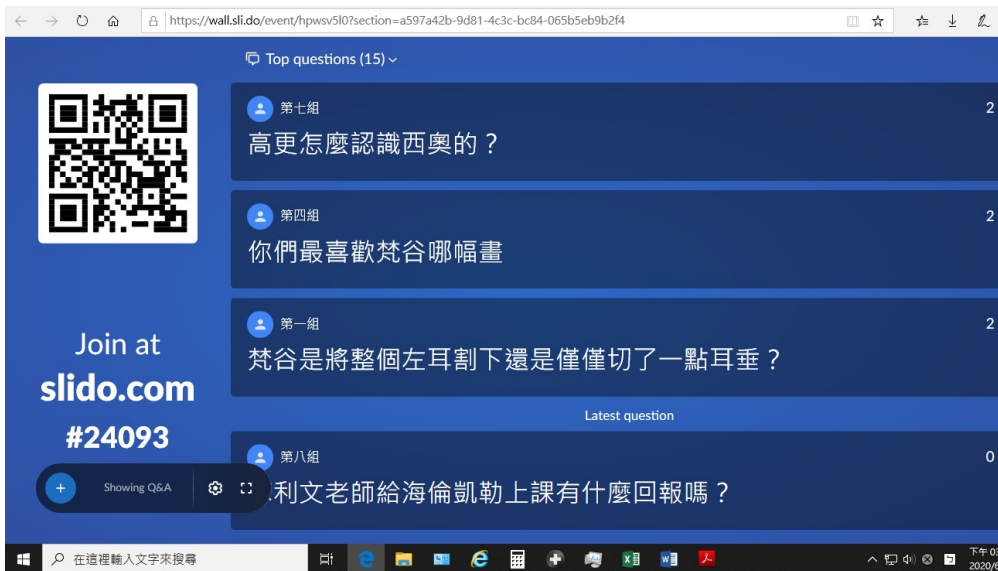 https://wall.sli.do/event/hpwsv5l0?section=a597a42b-9d81-4c3c-bc84-065b5eb9b2f4
Top questions (15)
第七組
2
高更怎麼認識西奧的？
第四組
2
你們最喜歡梵谷哪幅畫
第一組
2
梵谷是將整個左耳割下還是僅僅切了一點耳垂？
Join at
slido.com
#24093
Latest question
第八組
0
利文老師給海倫凱勒上課有什麼回報嗎？
Showing Q&A
在這裡輸入文字來搜尋
下午 03
2020/6